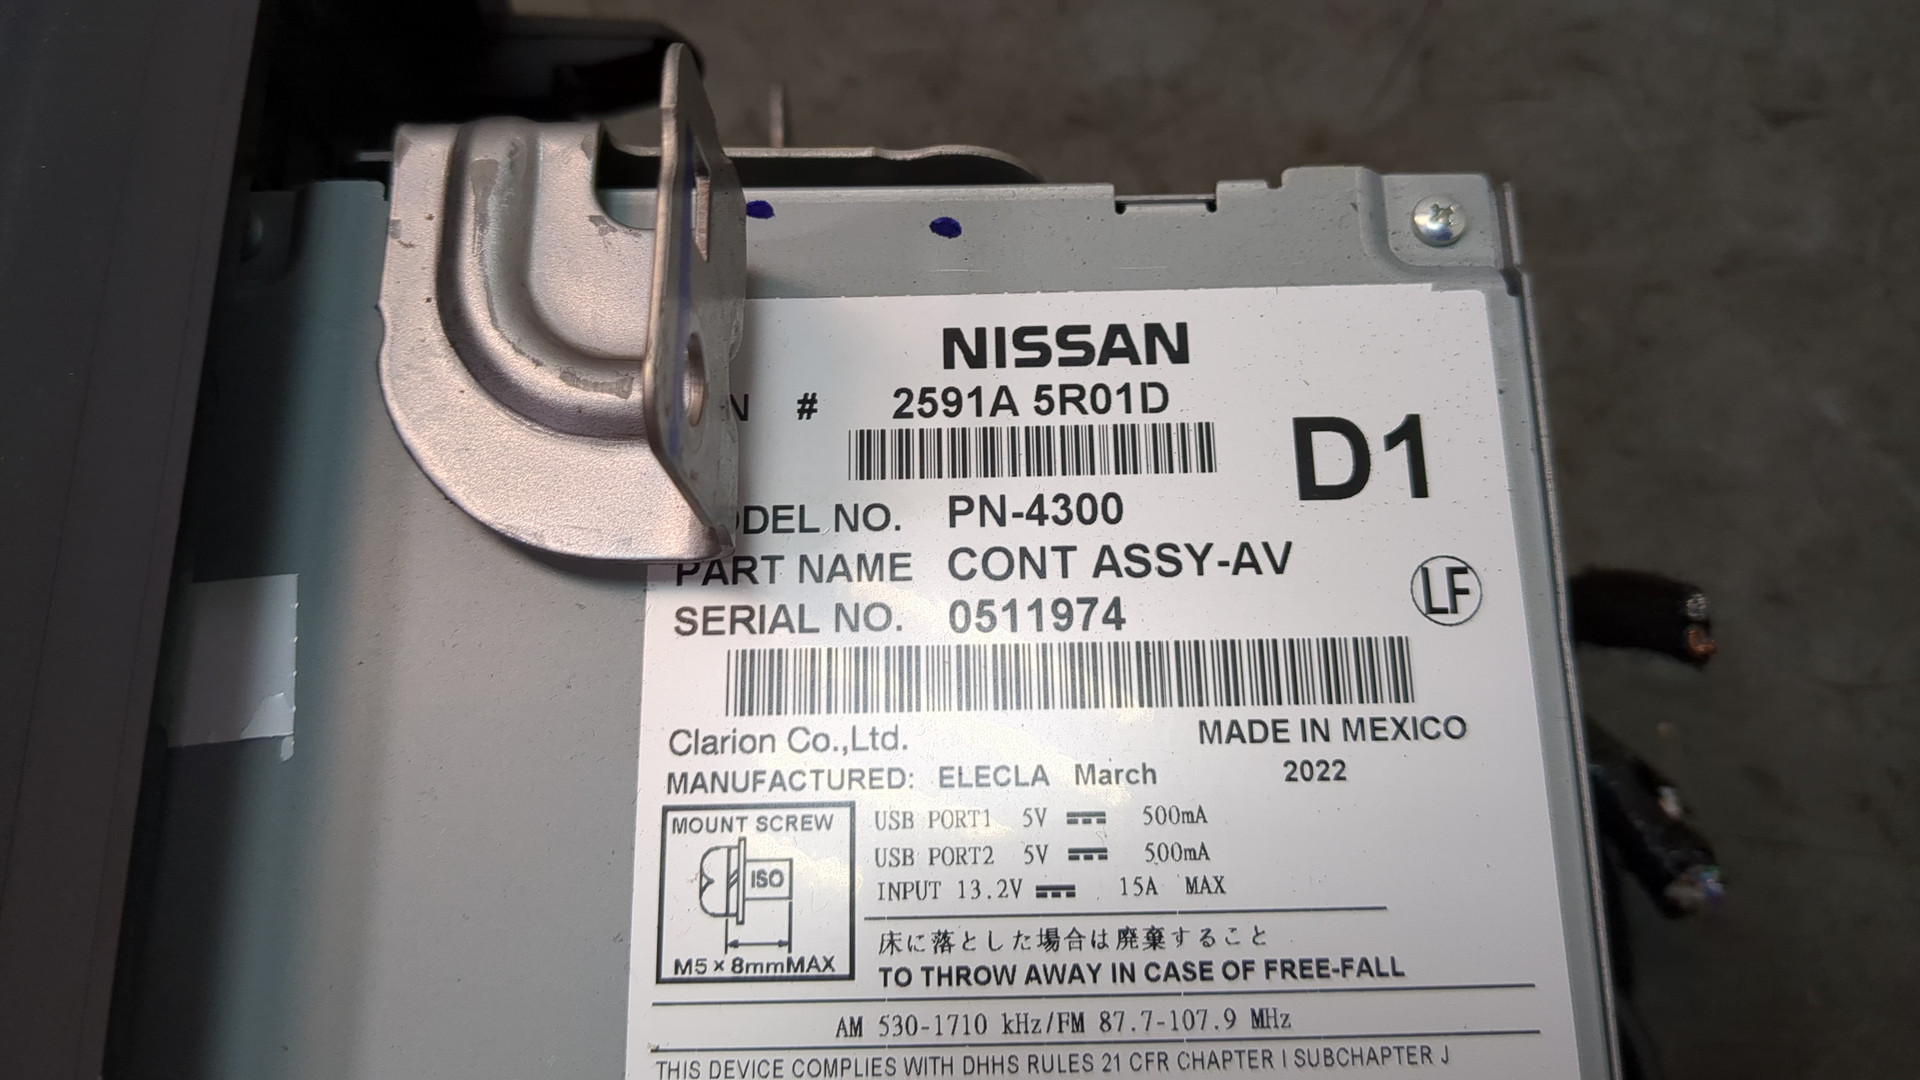 NISSAN
N # 2591A 5R01D
D1
ODEL NO. PN-4300
PART NAME CONT ASSY-AV
LF
SERIAL NO. 0511974
Clarion Co.,Ltd. MADE IN MEXICO
MANUFACTURED: ELECLA March 2022
MOUNT SCREW
ISO
M5×8mmMAX
USB PORT1 5V 500mA
USB PORT2 5V 500mA
INPUT 13.2V 15A MAX
床に落とした場合は廃棄すること
TO THROW AWAY IN CASE OF FREE-FALL
AM 530-1710 kHz/FM 87.7-107.9 MHz
THIS DEVICE COMPLIES WITH DHHS RULES 21 CFR CHAPTER I SUBCHAPTER J